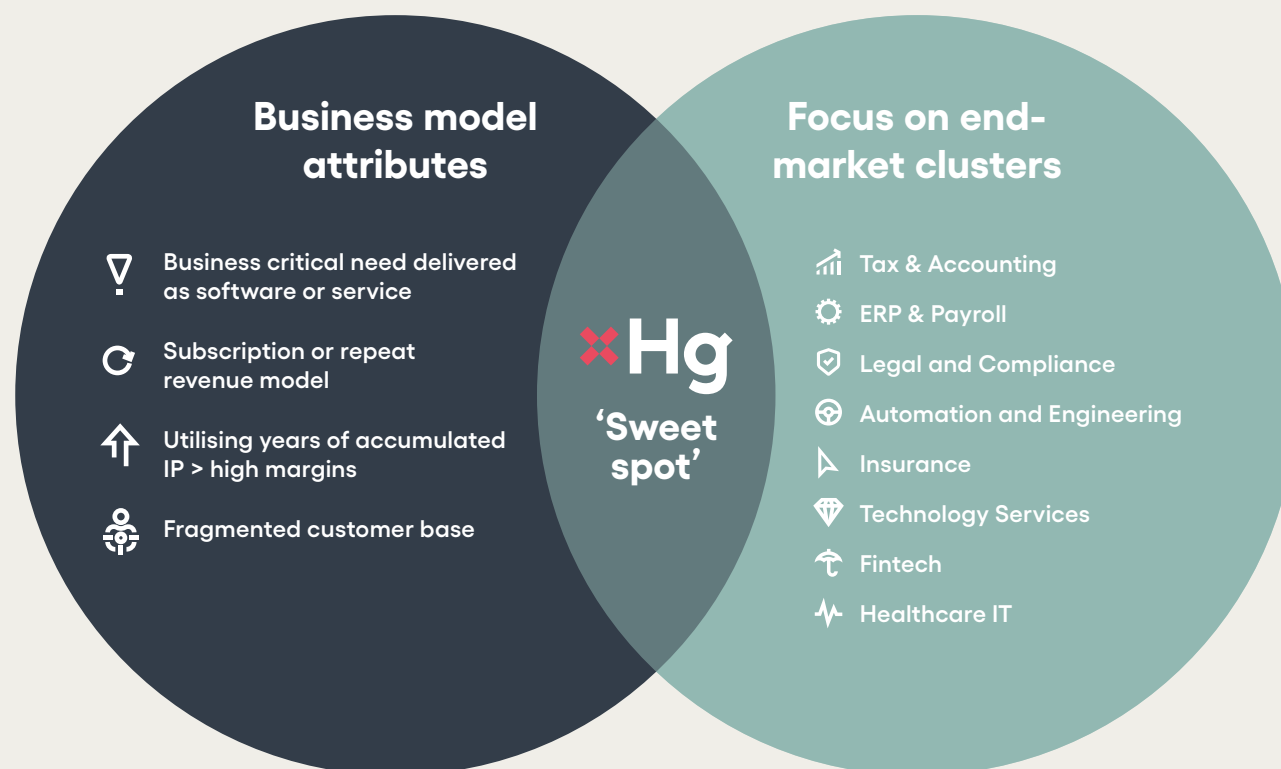 Business model
attributes
Business critical need delivered
as software or service
Subscription or repeat
revenue model
Utilising years of accumulated
IP > high margins
Fragmented customer base
Hg
‘Sweet
spot’
Focus on end-
market clusters
Tax & Accounting
ERP & Payroll
Legal and Compliance
Automation and Engineering
Insurance
Technology Services
Fintech
Healthcare IT